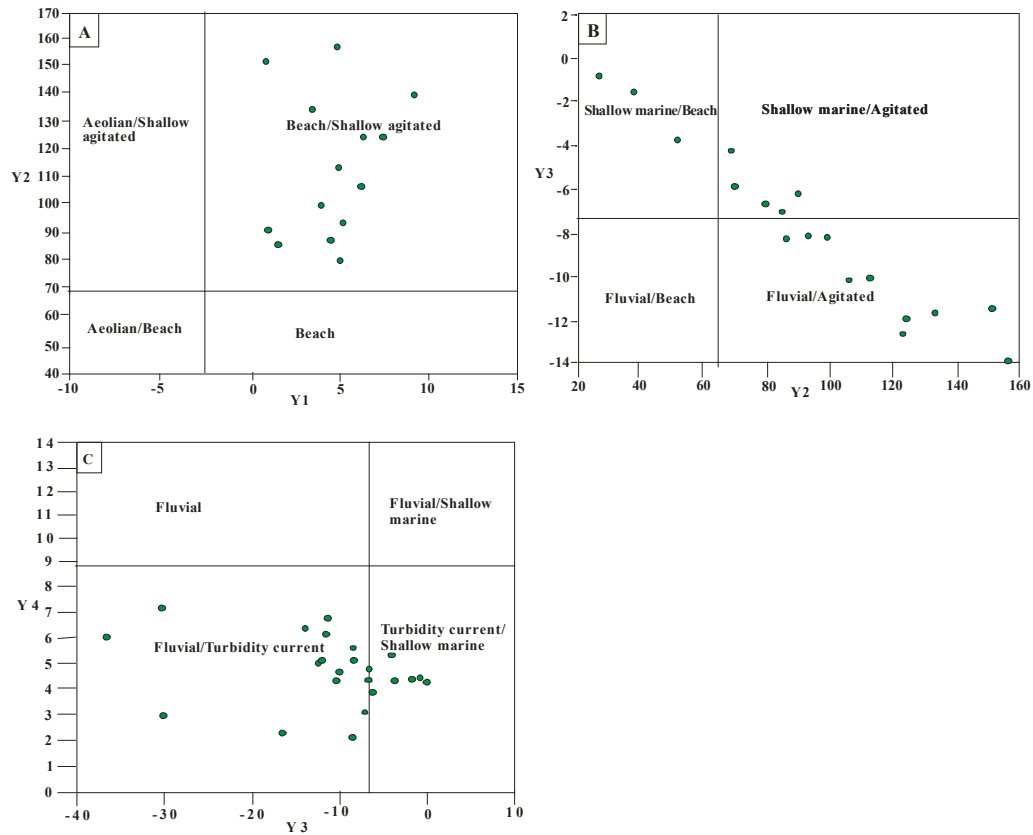 A
170
160
150
140
130
120
110
100
90
80
70
60
50
40
Y2
Aeolian/Shallow
agitated
Beach/Shallow agitated
Aeolian/Beach
Beach
-10
-5
0
5
10
15
Y1
B
2
0
-2
-4
-6
-8
-10
-12
-14
Y3
Shallow marine/Beach
Shallow marine/Agitated
Fluvial/Beach
Fluvial/Agitated
20
40
60
80
100
120
140
160
Y2
C
14
13
12
11
10
9
8
7
6
5
4
3
2
1
0
Y 4
Fluvial
Fluvial/Shallow
marine
Fluvial/Turbidity current
Turbidity current/
Shallow marine
-40
-30
-20
-10
0
10
Y 3